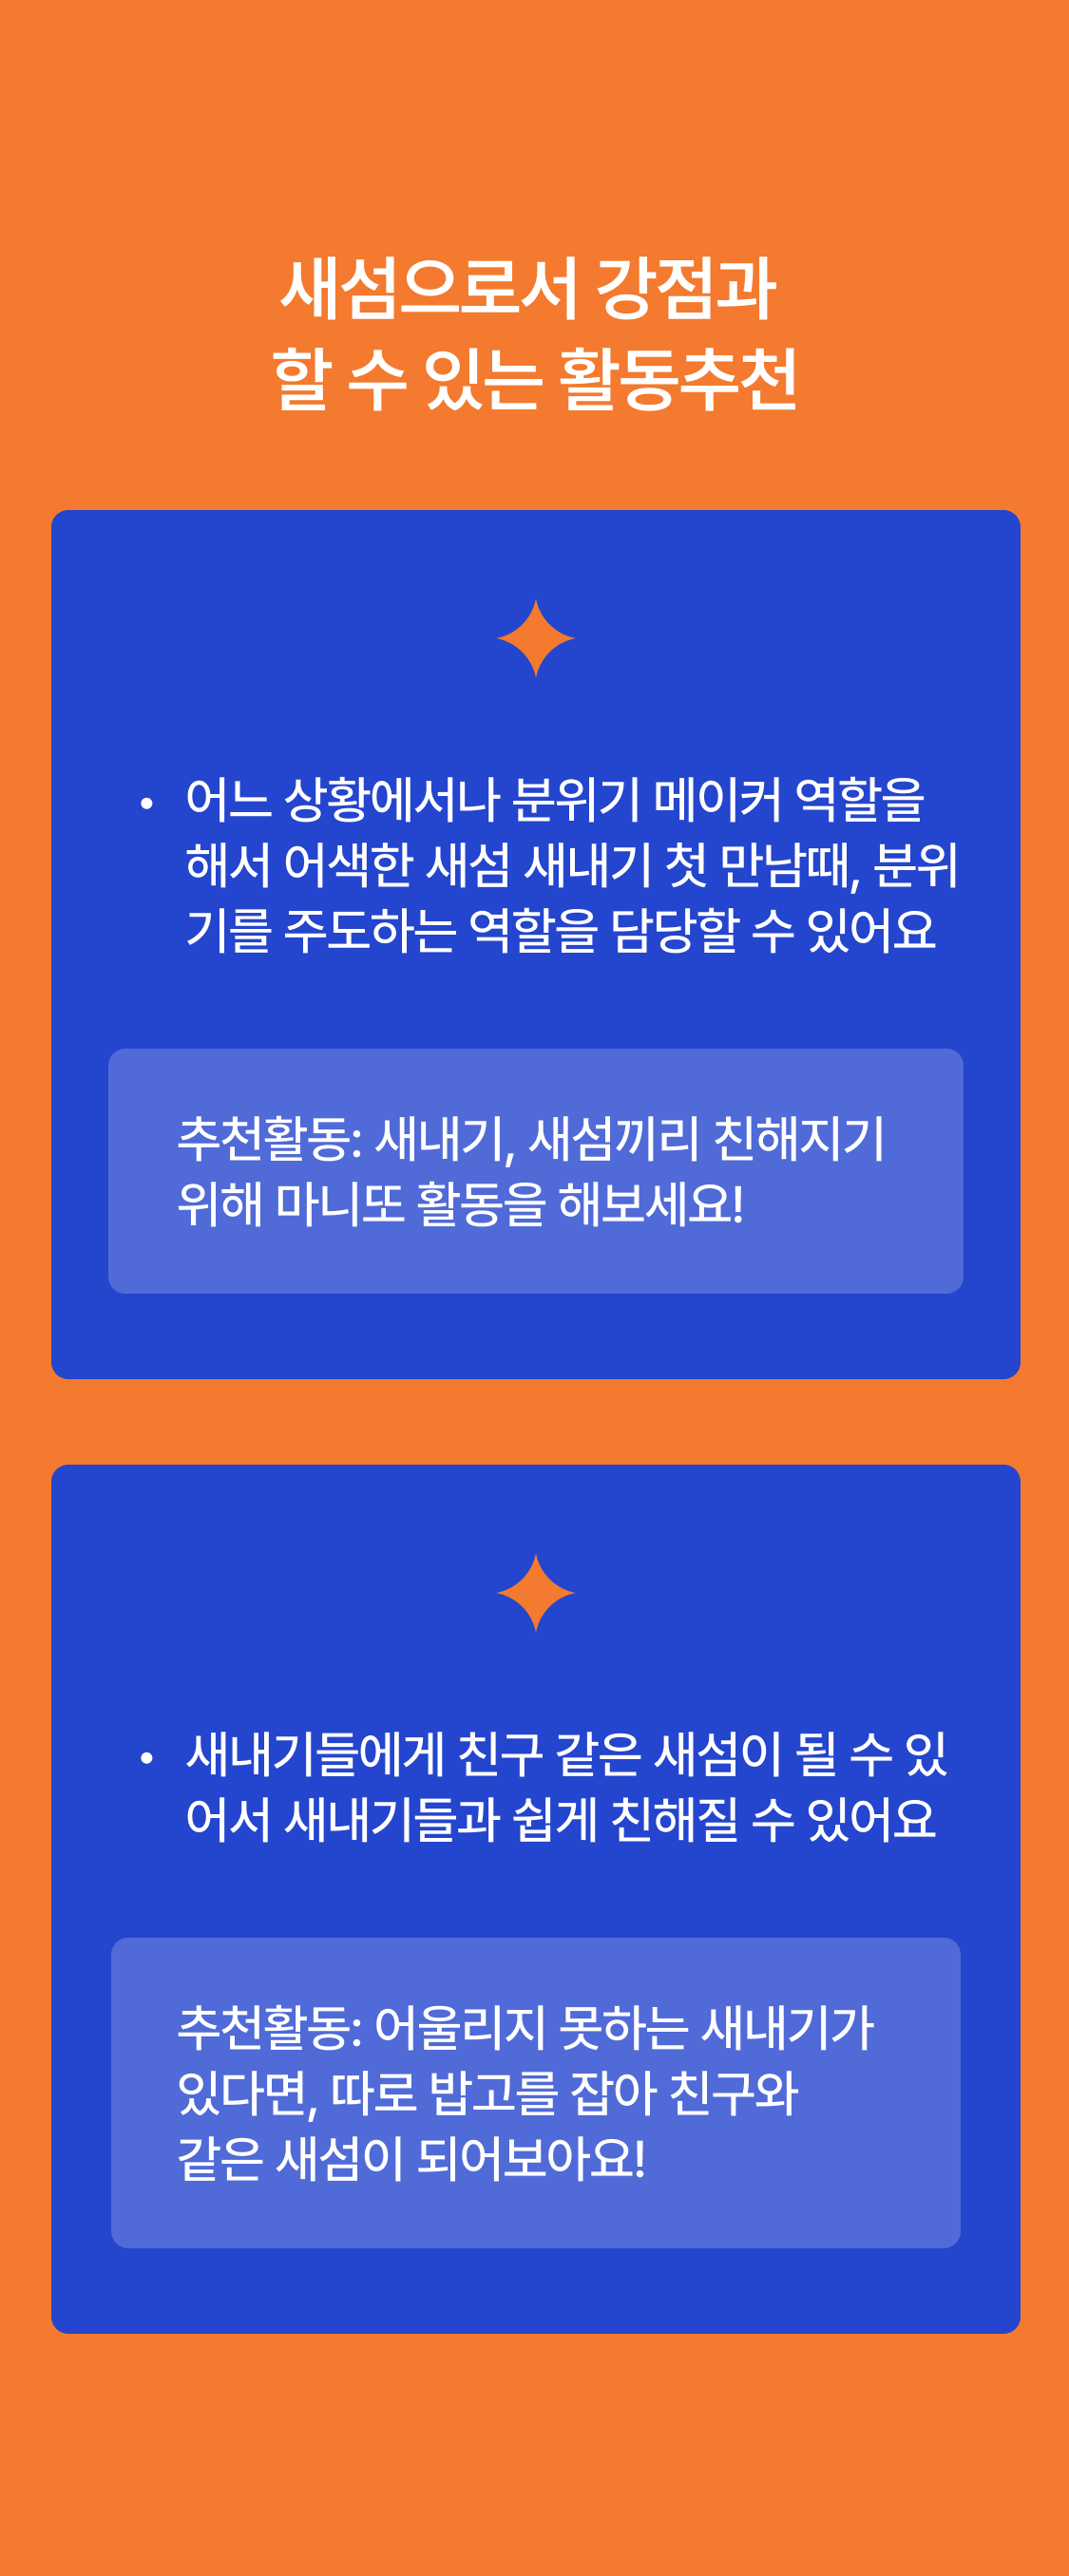 새섬으로서 강점과
할 수 있는 활동추천
• 어느 상황에서나 분위기 메이커 역할을
해서 어색한 새섬 새내기 첫 만남때, 분위
기를 주도하는 역할을 담당할 수 있어요
추천활동: 새내기, 새섬끼리 친해지기
위해 마니또 활동을 해보세요!
• 새내기들에게 친구 같은 새섬이 될 수 있
어서 새내기들과 쉽게 친해질 수 있어요
추천활동: 어울리지 못하는 새내기가
있다면, 따로 밥고를 잡아 친구와
같은 새섬이 되어보아요!